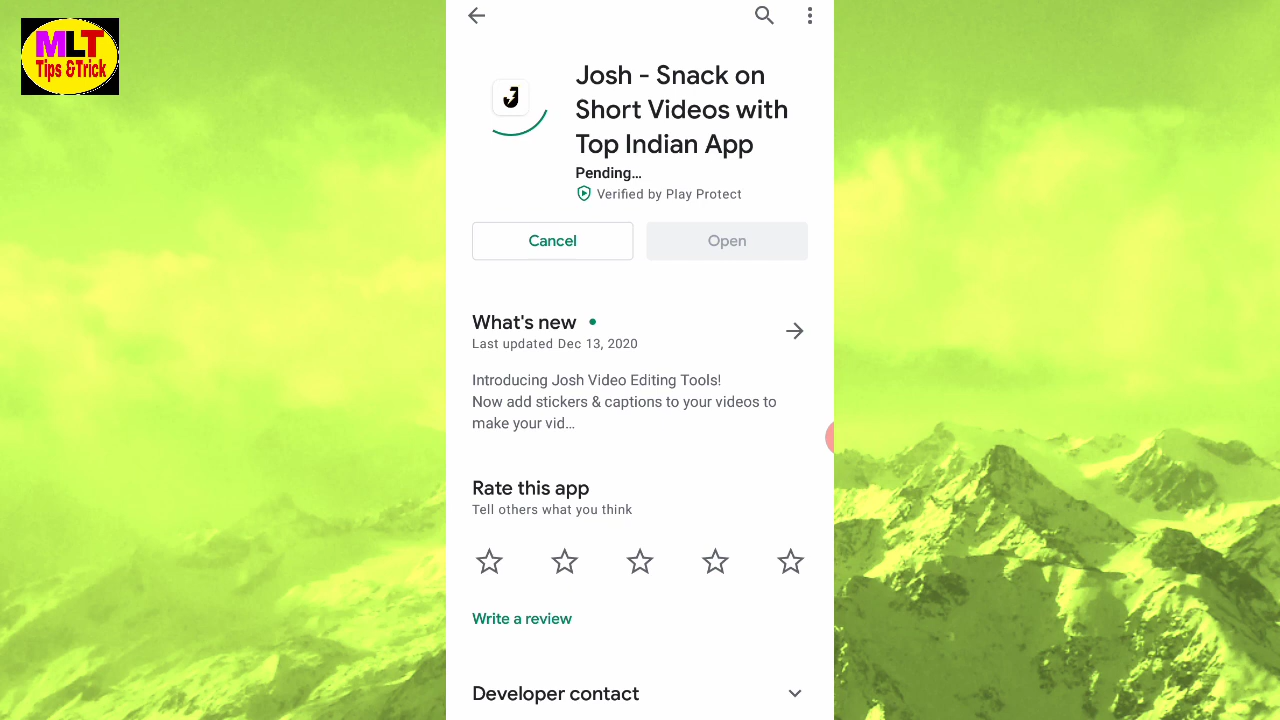 MLT
Tips &Trick
J
Josh - Snack on
Short Videos with
Top Indian App
Pending…
Verified by Play Protect
Cancel
Open
What's new
Last updated Dec 13, 2020
Introducing Josh Video Editing Tools!
Now add stickers & captions to your videos to
make your vid…
Rate this app
Tell others what you think
Write a review
Developer contact